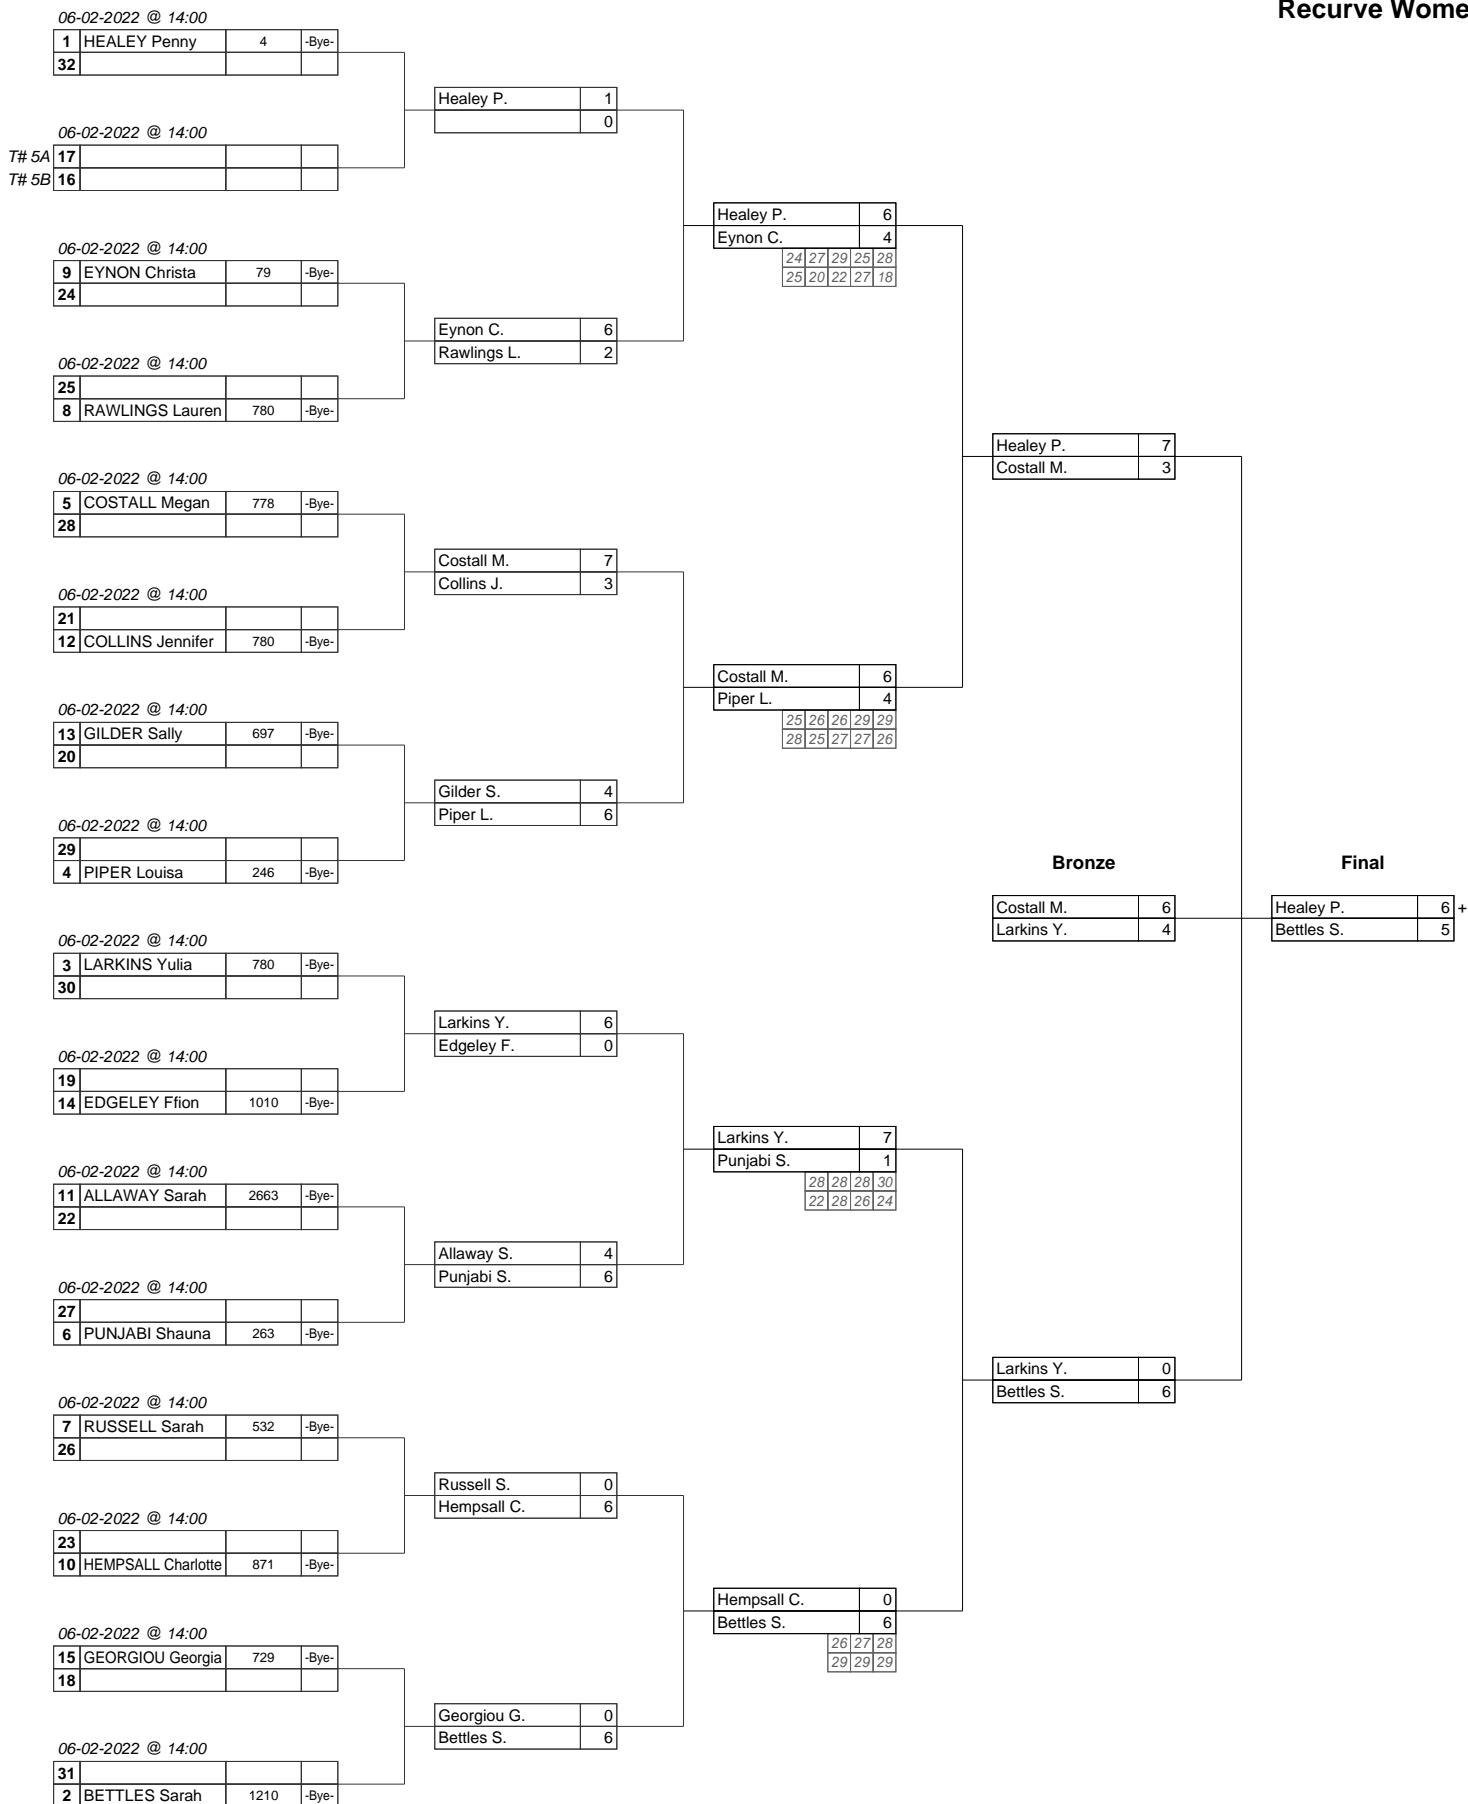 Recurve Wome
06-02-2022 @ 14:00
1 HEALEY Penny 4 -Bye-
32
Healey P. 1
0
06-02-2022 @ 14:00
T# 5A 17
T# 5B 16
Healey P. 6
Eynon C. 4
24 27 29 25 28
25 20 22 27 18
06-02-2022 @ 14:00
9 EYNON Christa 79 -Bye-
24
Eynon C. 6
Rawlings L. 2
06-02-2022 @ 14:00
25
8 RAWLINGS Lauren 780 -Bye-
Healey P. 7
Costall M. 3
06-02-2022 @ 14:00
5 COSTALL Megan 778 -Bye-
28
Costall M. 7
Collins J. 3
06-02-2022 @ 14:00
21
12 COLLINS Jennifer 780 -Bye-
Costall M. 6
Piper L. 4
25 26 26 29 29
28 25 27 27 26
06-02-2022 @ 14:00
13 GILDER Sally 697 -Bye-
20
Gilder S. 4
Piper L. 6
06-02-2022 @ 14:00
29
4 PIPER Louisa 246 -Bye-
Bronze Final
Costall M. 6 Healey P. 6 +
Larkins Y. 4 Bettles S. 5
06-02-2022 @ 14:00
3 LARKINS Yulia 780 -Bye-
30
Larkins Y. 6
Edgeley F. 0
06-02-2022 @ 14:00
19
14 EDGELEY Ffion 1010 -Bye-
Larkins Y. 7
Punjabi S. 1
28 28 28 30
22 28 26 24
06-02-2022 @ 14:00
11 ALLAWAY Sarah 2663 -Bye-
22
Allaway S. 4
Punjabi S. 6
06-02-2022 @ 14:00
27
6 PUNJABI Shauna 263 -Bye-
Larkins Y. 0
Bettles S. 6
06-02-2022 @ 14:00
7 RUSSELL Sarah 532 -Bye-
26
Russell S. 0
Hempsall C. 6
06-02-2022 @ 14:00
23
10 HEMPSALL Charlotte 871 -Bye-
Hempsall C. 0
Bettles S. 6
26 27 28
29 29 29
06-02-2022 @ 14:00
15 GEORGIOU Georgia 729 -Bye-
18
Georgiou G. 0
Bettles S. 6
06-02-2022 @ 14:00
31
2 BETTLES Sarah 1210 -Bye-